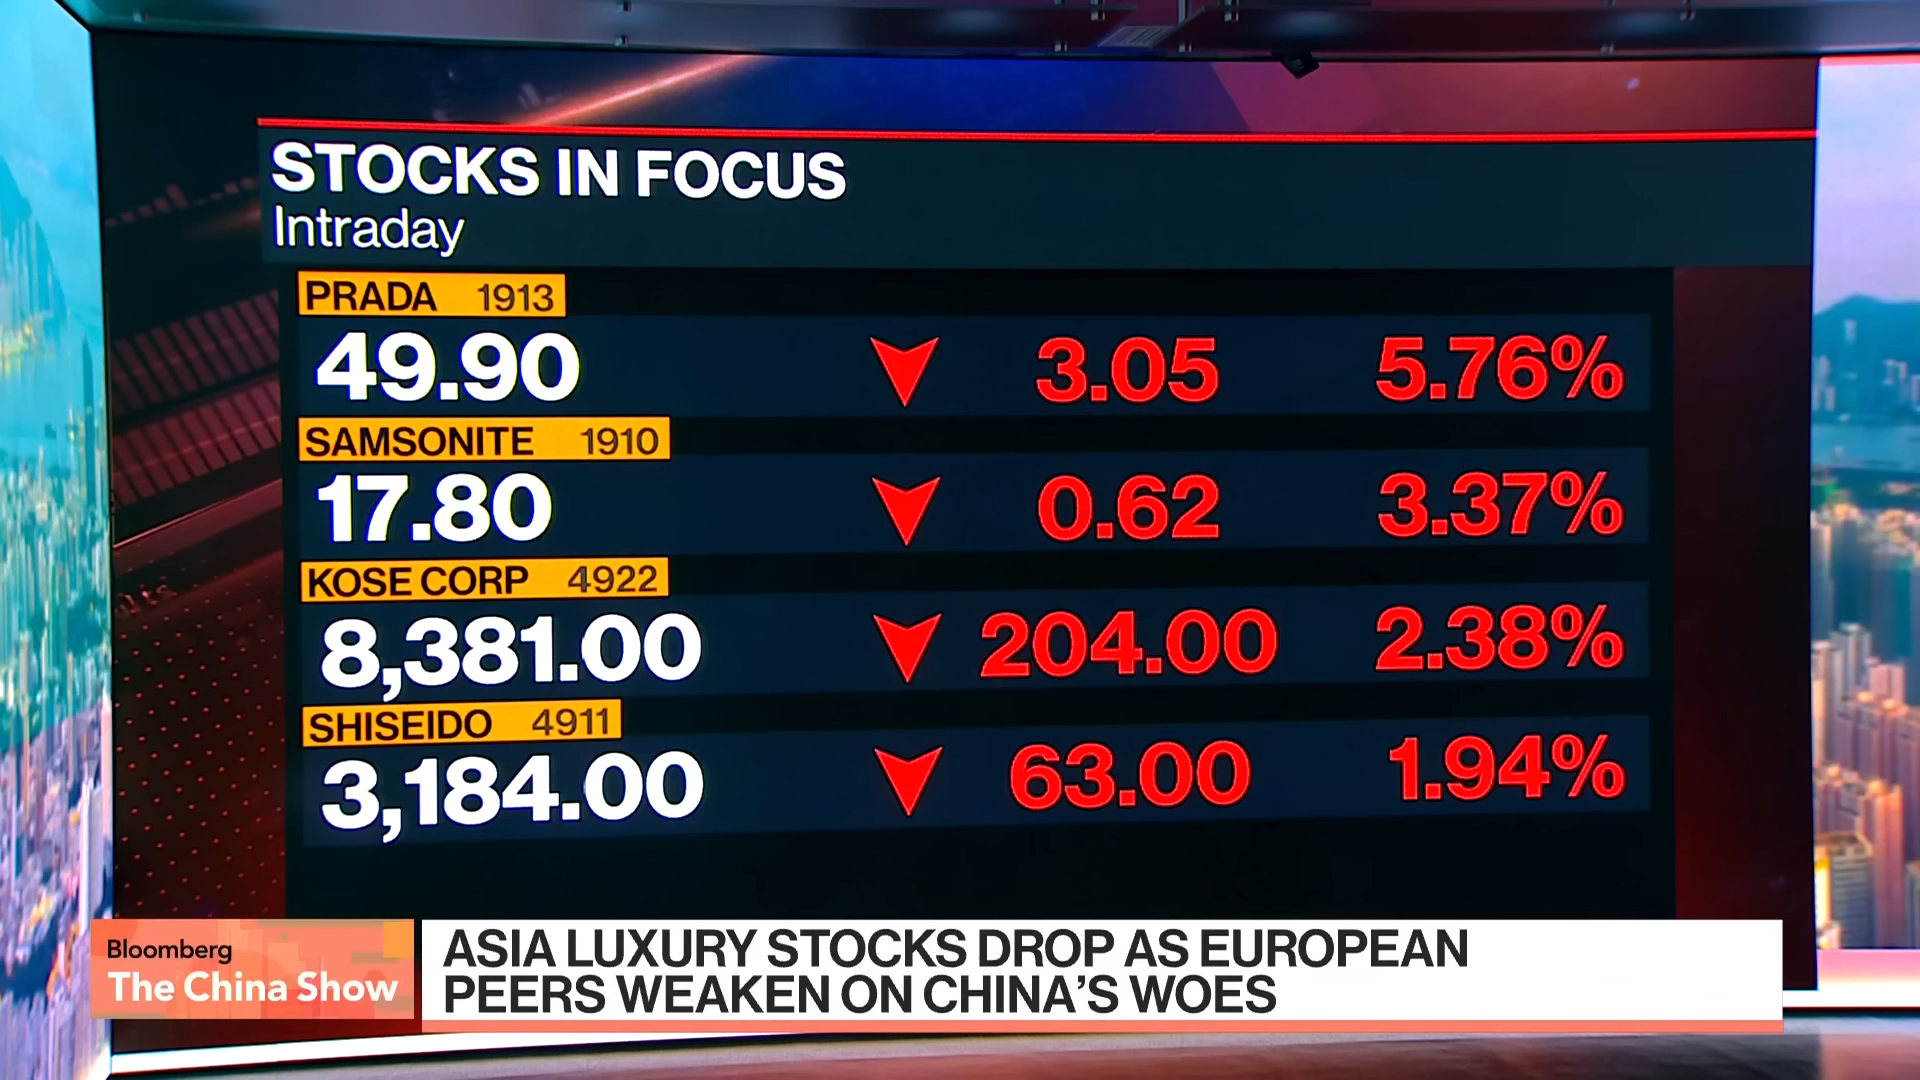 STOCKS IN FOCUS
Intraday
PRADA 1913
49.90 3.05 5.76%
SAMSONITE 1910
17.80 0.62 3.37%
KOSE CORP 4922
8,381.00 204.00 2.38%
SHISEIDO 4911
3,184.00 63.00 1.94%
Bloomberg
The China Show
ASIA LUXURY STOCKS DROP AS EUROPEAN
PEERS WEAKEN ON CHINA'S WOES